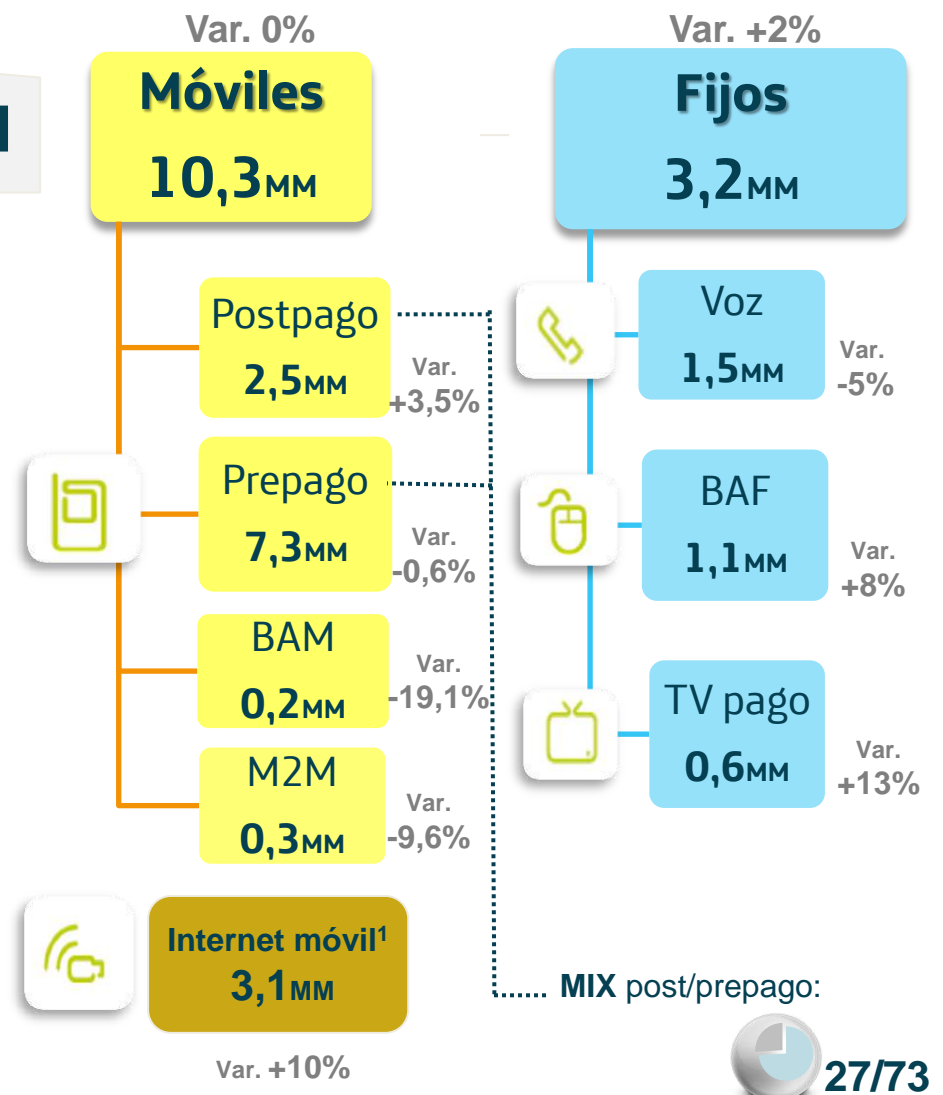 Var. 0%
Móviles
10,3MM
Postpago
2,5MM
Var.
+3,5%
Prepago
7,3MM
Var.
-0,6%
BAM
0,2MM
Var.
-19,1%
M2M
0,3MM
Var.
-9,6%
Internet móvil¹
3,1MM
Var. +10%
Var. +2%
Fijos
3,2MM
Voz
1,5MM
Var.
-5%
BAF
1,1MM
Var.
+8%
TV pago
0,6MM
Var.
+13%
MIX post/prepago:
27/73